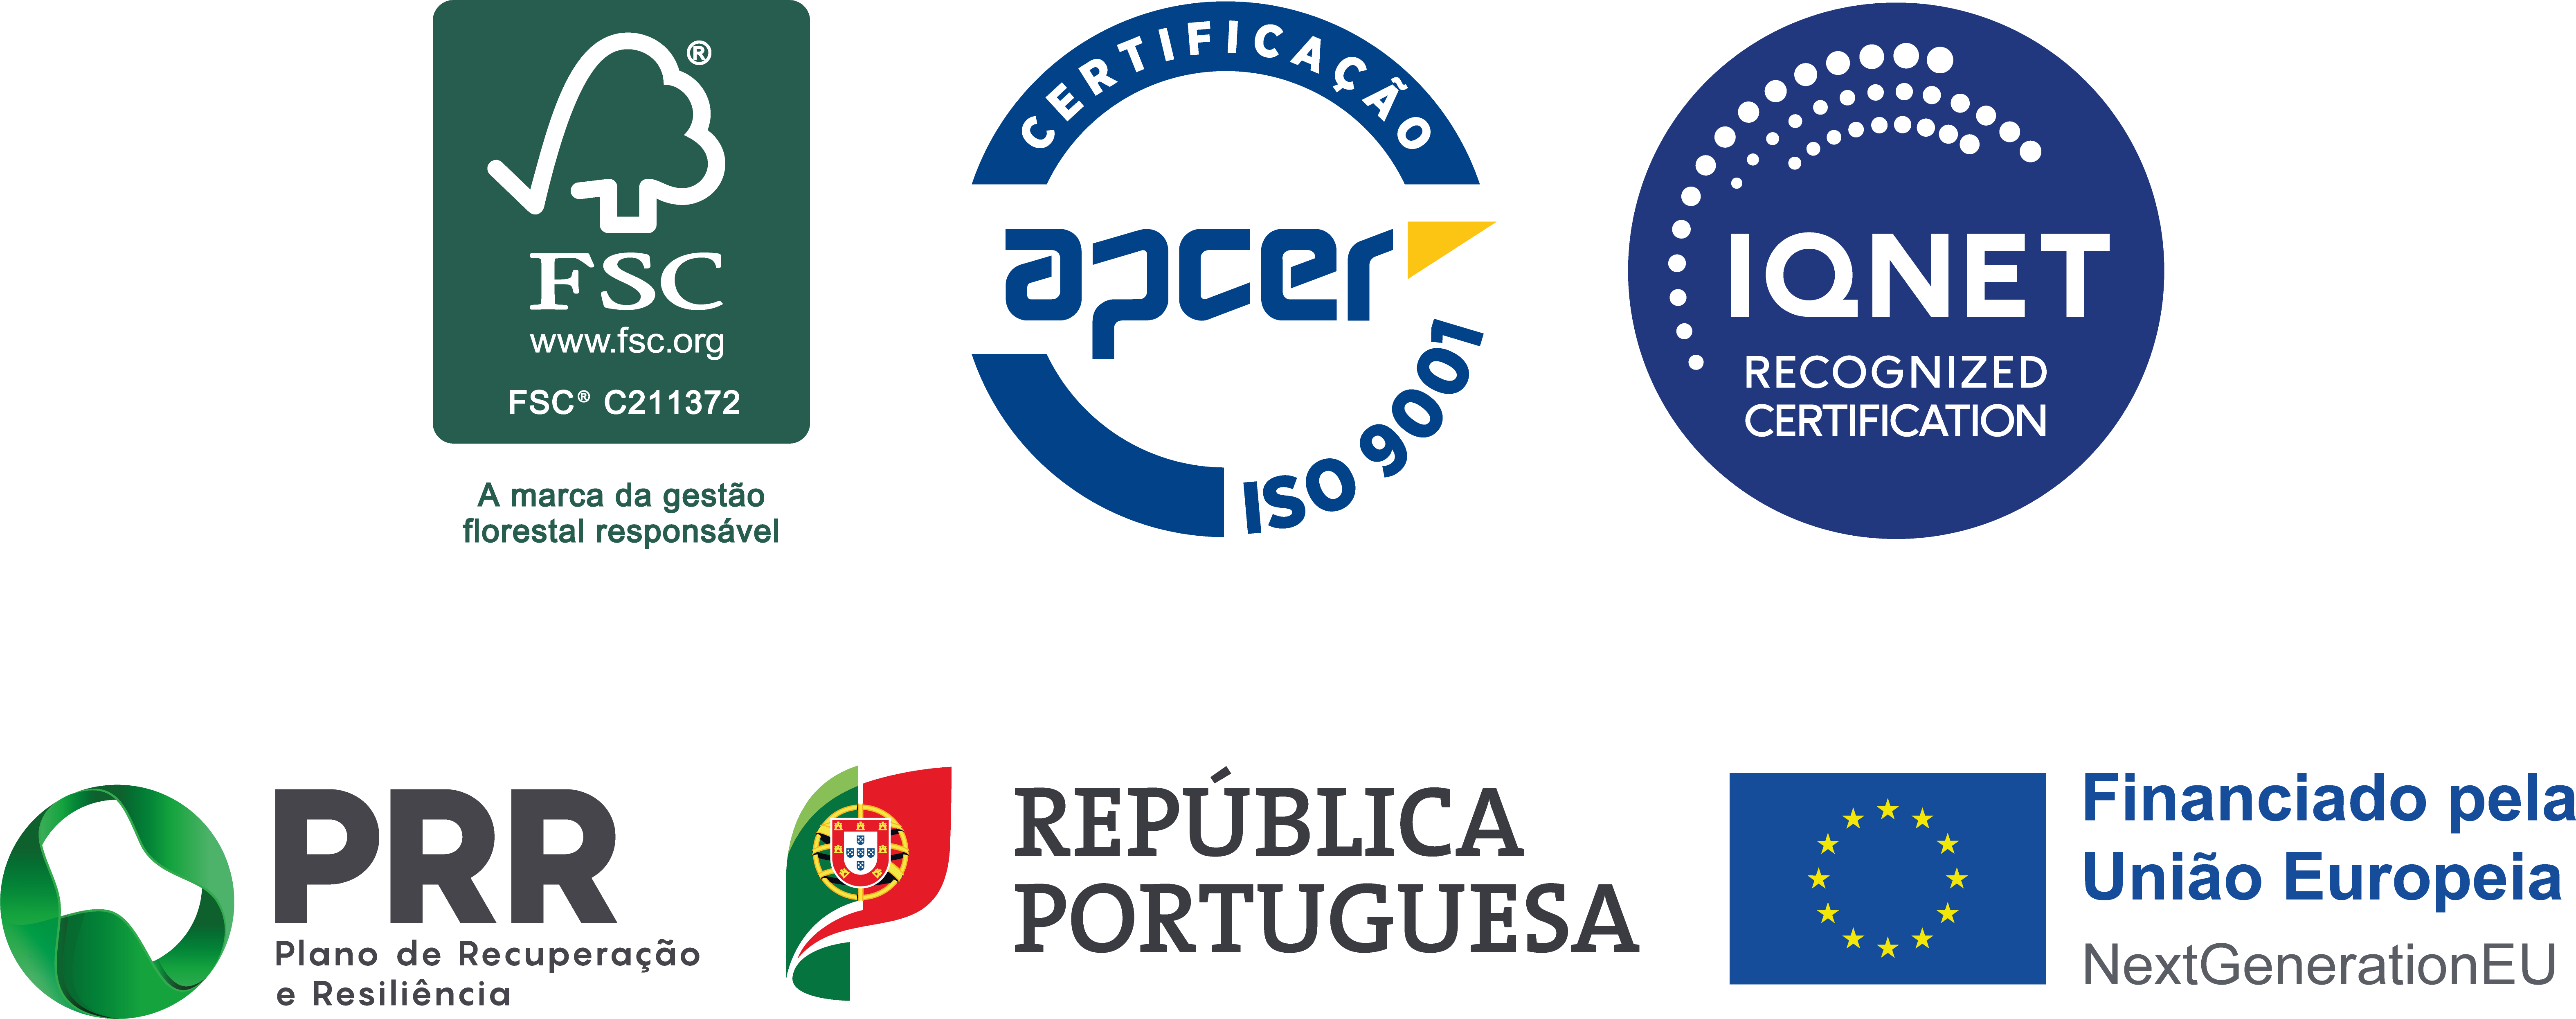 ®
FSC
www.fsc.org
FSC® C211372
A marca da gestão
florestal responsável
CERTIFICAÇÃO
apcer
ISO 9001
IQNET
RECOGNIZED
CERTIFICATION
PRR
Plano de Recuperação
e Resiliência
REPÚBLICA
PORTUGUESA
Financiado pela
União Europeia
NextGenerationEU